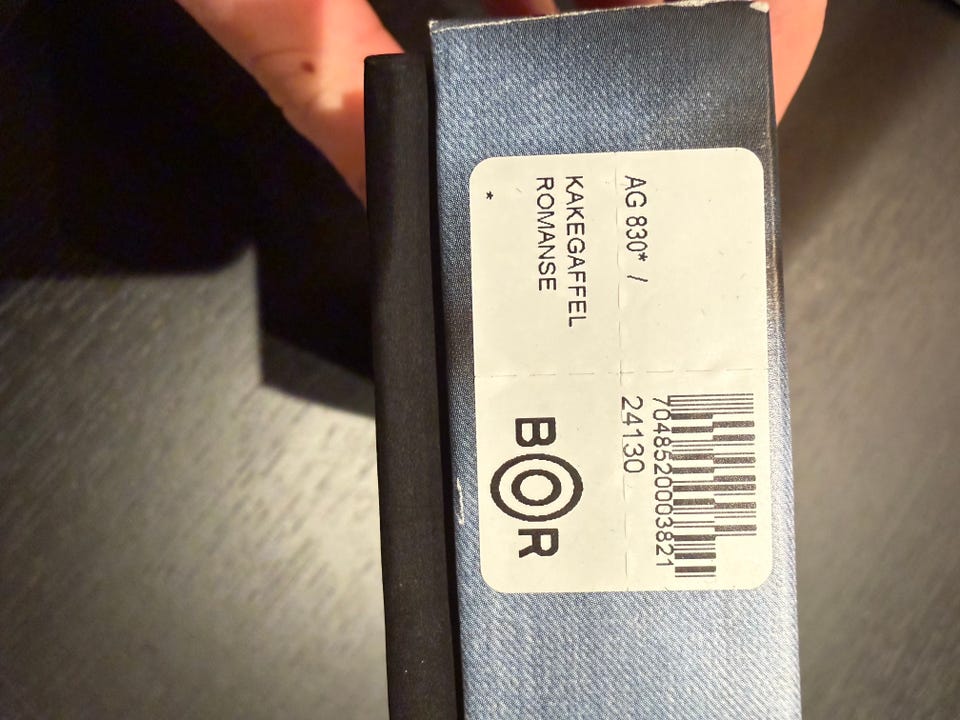 AG 830* /
KAKEGAFFEL
ROMANSE
*
7048520003821
24130
BOR